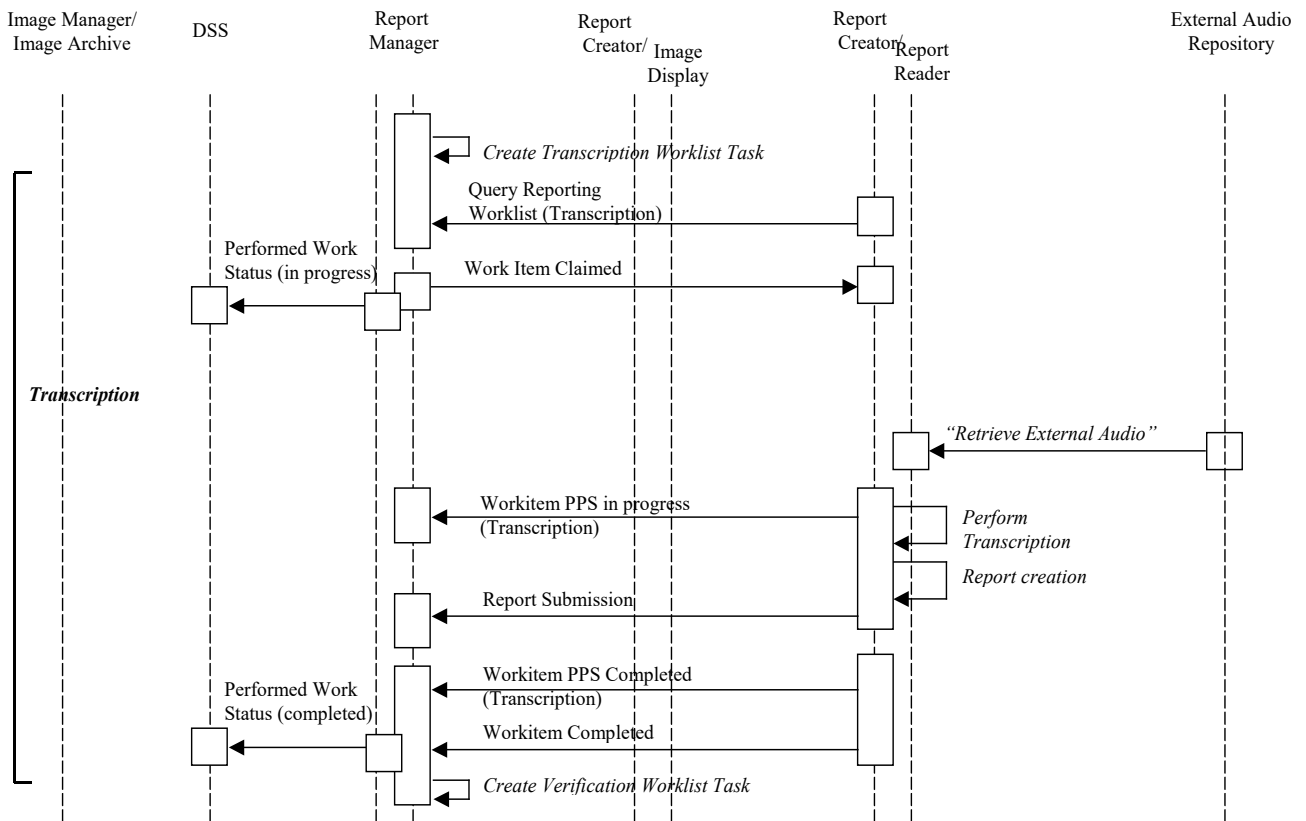 Image Manager/
Image Archive
DSS
Report
Manager
Report
Creator/
Image
Display
Report
Creator/
Report
Reader
External Audio
Repository
Create Transcription Worklist Task
Query Reporting
Worklist (Transcription)
Performed Work
Status (in progress)
Work Item Claimed
Transcription
“Retrieve External Audio”
Workitem PPS in progress
(Transcription)
Perform
Transcription
Report creation
Report Submission
Workitem PPS Completed
(Transcription)
Performed Work
Status (completed)
Workitem Completed
Create Verification Worklist Task